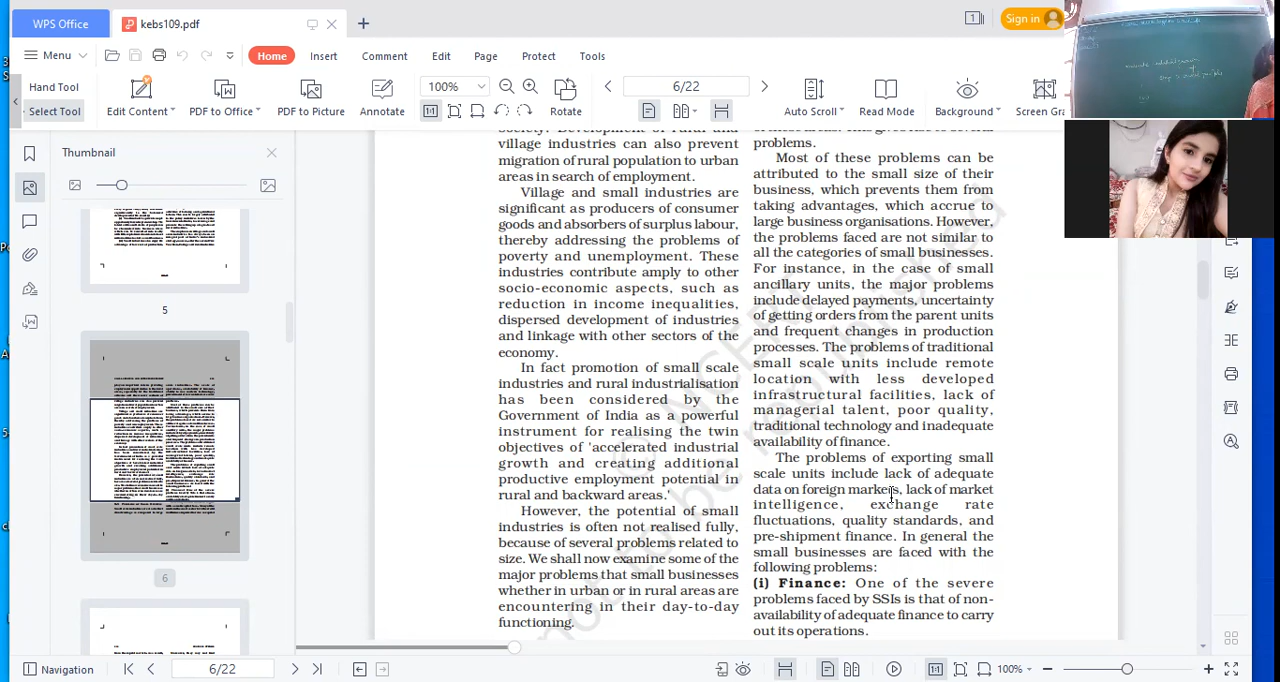 WPS Office
kebs109.pdf
Sign in
Menu
Home
Insert
Comment
Edit
Page
Protect
Tools
Hand Tool
Select Tool
Edit Content
PDF to Office
PDF to Picture
Annotate
100%
Rotate
6/22
Auto Scroll
Read Mode
Background
Screen Gra
Thumbnail
5
6
society. Development of rural and
village industries can also prevent
migration of rural population to urban
areas in search of employment.
Village and small industries are
significant as producers of consumer
goods and absorbers of surplus labour,
thereby addressing the problems of
poverty and unemployment. These
industries contribute amply to other
socio-economic aspects, such as
reduction in income inequalities,
dispersed development of industries
and linkage with other sectors of the
economy.
In fact promotion of small scale
industries and rural industrialisation
has been considered by the
Government of India as a powerful
instrument for realising the twin
objectives of 'accelerated industrial
growth and creating additional
productive employment potential in
rural and backward areas.'
However, the potential of small
industries is often not realised fully,
because of several problems related to
size. We shall now examine some of the
major problems that small businesses
whether in urban or in rural areas are
encountering in their day-to-day
functioning.
problems.
Most of these problems can be
attributed to the small size of their
business, which prevents them from
taking advantages, which accrue to
large business organisations. However,
the problems faced are not similar to
all the categories of small businesses.
For instance, in the case of small
ancillary units, the major problems
include delayed payments, uncertainty
of getting orders from the parent units
and frequent changes in production
processes. The problems of traditional
small scale units include remote
location with less developed
infrastructural facilities, lack of
managerial talent, poor quality,
traditional technology and inadequate
availability of finance.
The problems of exporting small
scale units include lack of adequate
data on foreign markets, lack of market
intelligence, exchange rate
fluctuations, quality standards, and
pre-shipment finance. In general the
small businesses are faced with the
following problems:
(i) Finance: One of the severe
problems faced by SSIs is that of non-
availability of adequate finance to carry
out its operations.
© NCERT
not to be republished
Navigation
6/22
100%